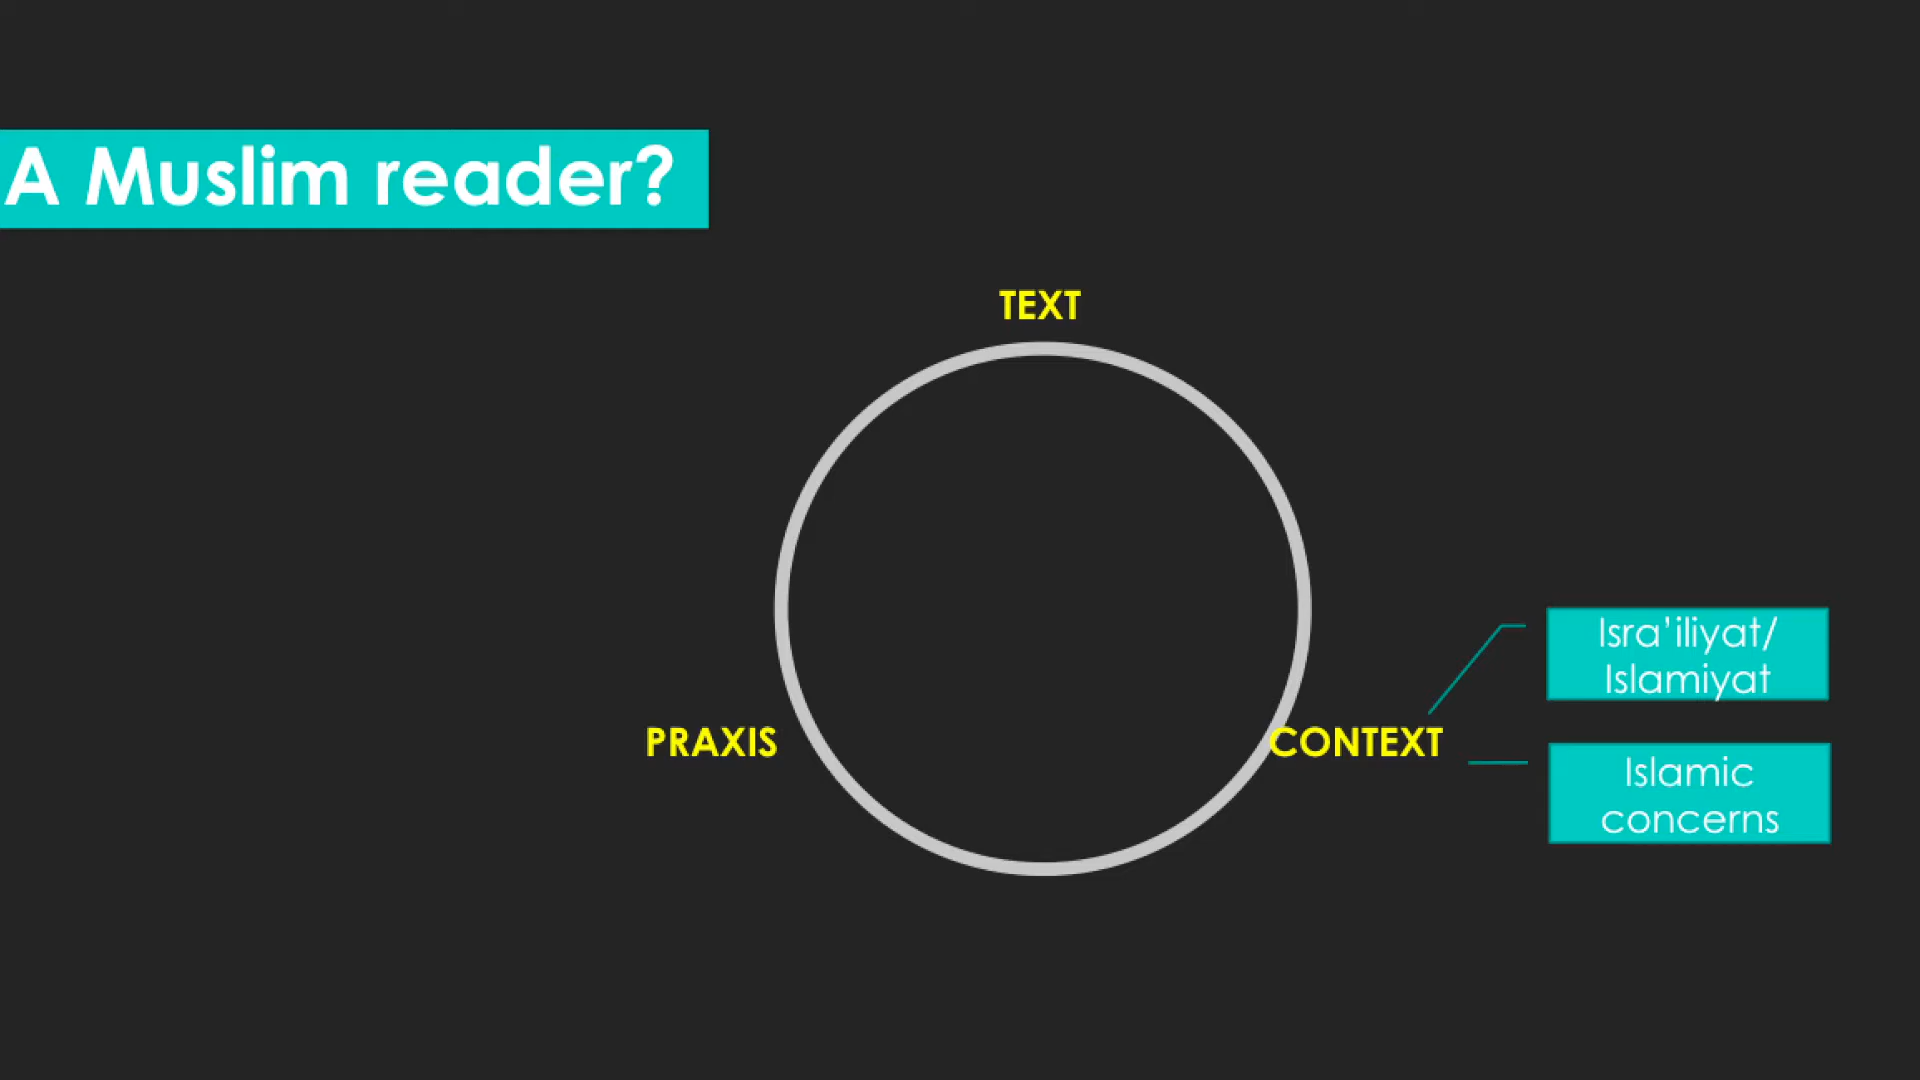 A Muslim reader?
TEXT
PRAXIS
CONTEXT
Isra’iliyat/
Islamiyat
Islamic
concerns